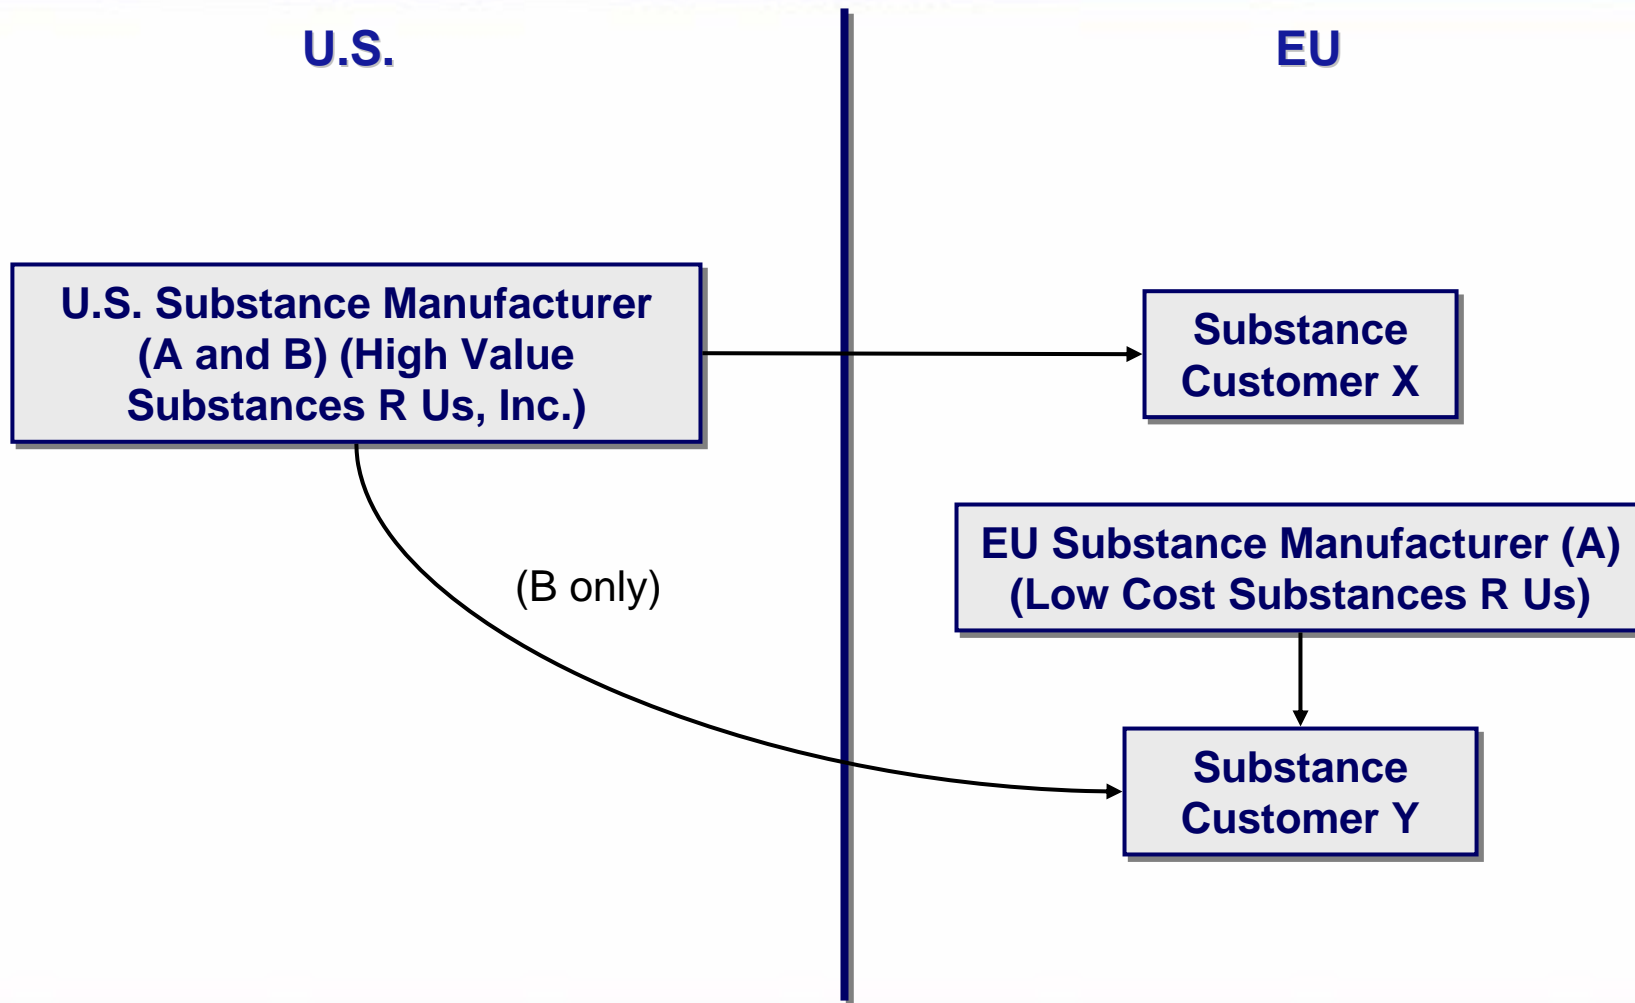 U.S.
EU
U.S. Substance Manufacturer
(A and B) (High Value
Substances R Us, Inc.)
Substance
Customer X
EU Substance Manufacturer (A)
(Low Cost Substances R Us)
(B only)
Substance
Customer Y